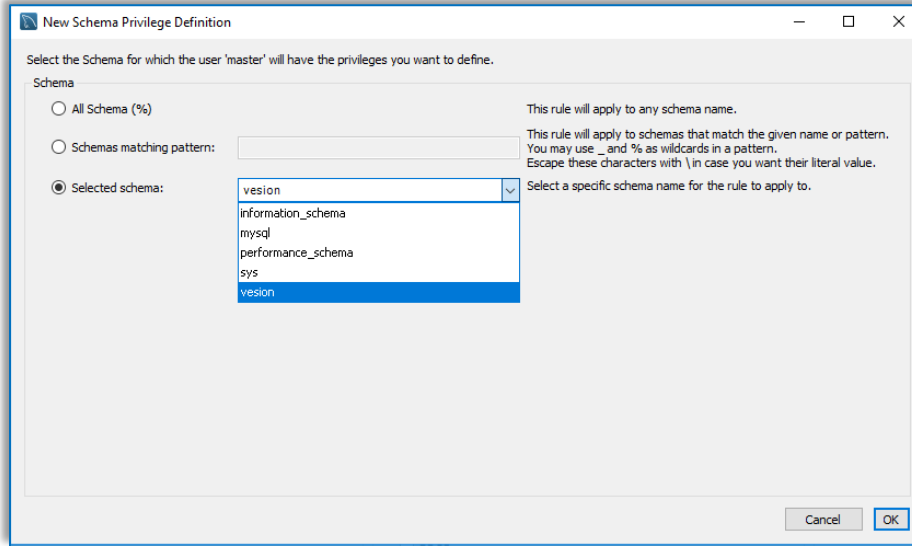 New Schema Privilege Definition
Select the Schema for which the user 'master' will have the privileges you want to define.
Schema
All Schema (%)
This rule will apply to any schema name.
Schemas matching pattern:
This rule will apply to schemas that match the given name or pattern.
You may use _ and % as wildcards in a pattern.
Escape these characters with \ in case you want their literal value.
Selected schema:
vesion
Select a specific schema name for the rule to apply to.
information_schema
mysql
performance_schema
sys
vesion
Cancel
OK